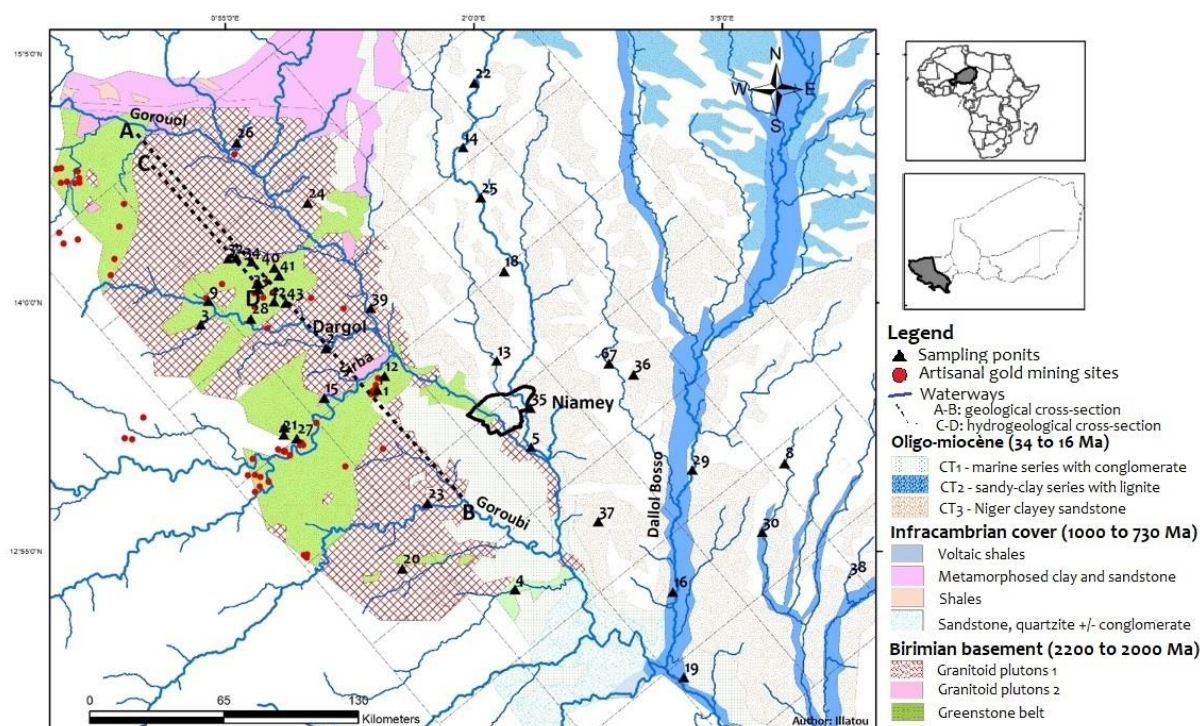 0°55'0"E
2°0'0"E
3°5'0"E
15°5'0"N
22
N
W
E
S
Gorouol
A
26
C
14
24
25
40
18
41
9
D
43
14°0'0"N
28
39
3
Dargol
13
67
36
12
1
15
35
Niamey
21
27
5
8
29
Dallol Bosso
23
B
Goroubi
37
30
12°55'0"N
20
38
4
16
19
0
65
130
Kilometers
Author: Illatou
Legend
Sampling ponits
Artisanal gold mining sites
Waterways
A-B: geological cross-section
C-D: hydrogeological cross-section
Oligo-miocène (34 to 16 Ma)
CT1 - marine series with conglomerate
CT2 - sandy-clay series with lignite
CT3 - Niger clayey sandstone
Infracambrian cover (1000 to 730 Ma)
Voltaic shales
Metamorphosed clay and sandstone
Shales
Sandstone, quartzite +/- conglomerate
Birimian basement (2200 to 2000 Ma)
Granitoid plutons 1
Granitoid plutons 2
Greenstone belt